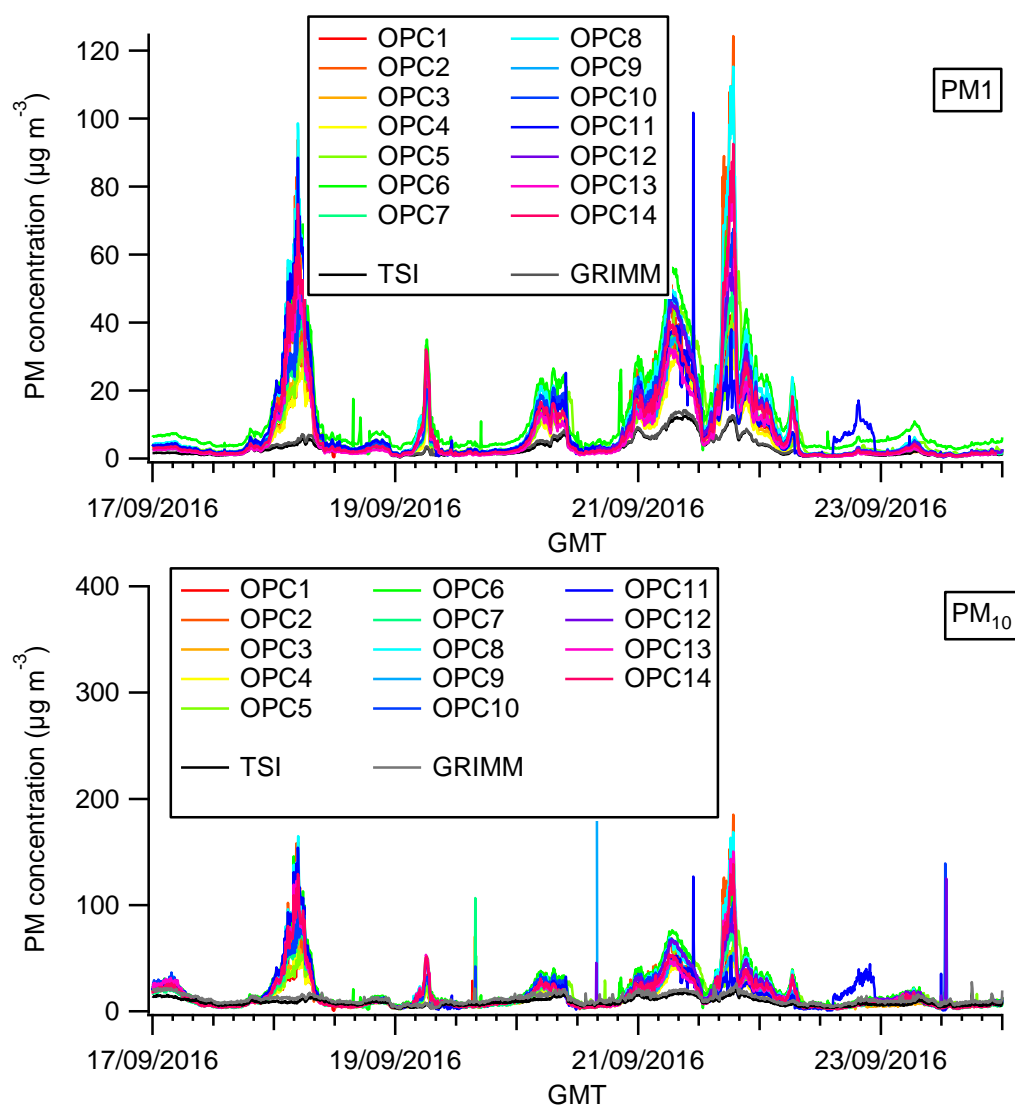 120
100
80
60
40
20
0
PM concentration (µg m⁻³)
OPC1
OPC2
OPC3
OPC4
OPC5
OPC6
OPC7
TSI
OPC8
OPC9
OPC10
OPC11
OPC12
OPC13
OPC14
GRIMM
PM1
17/09/2016 19/09/2016 21/09/2016 23/09/2016
GMT
400
300
200
100
0
PM concentration (µg m⁻³)
OPC1
OPC2
OPC3
OPC4
OPC5
TSI
OPC6
OPC7
OPC8
OPC9
OPC10
GRIMM
OPC11
OPC12
OPC13
OPC14
PM₁₀
17/09/2016 19/09/2016 21/09/2016 23/09/2016
GMT